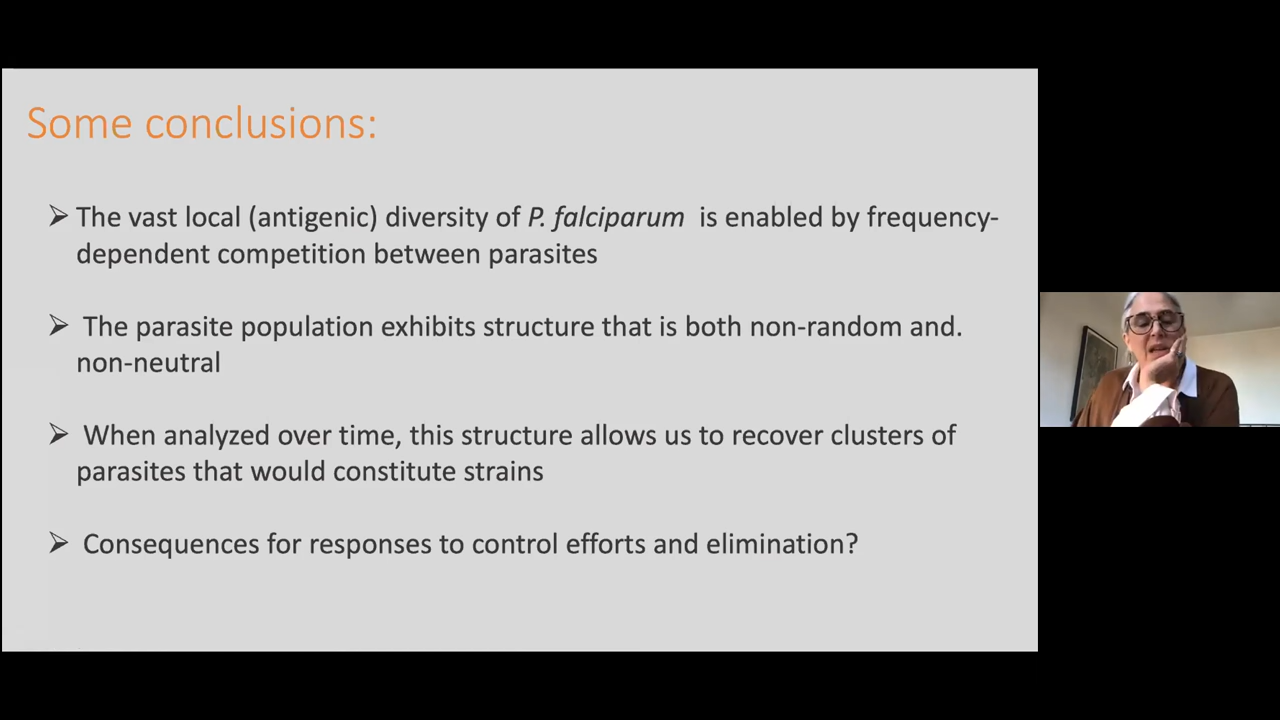 Some conclusions:
➢ The vast local (antigenic) diversity of P. falciparum is enabled by frequency-
dependent competition between parasites
➢ The parasite population exhibits structure that is both non-random and.
non-neutral
➢ When analyzed over time, this structure allows us to recover clusters of
parasites that would constitute strains
➢ Consequences for responses to control efforts and elimination?